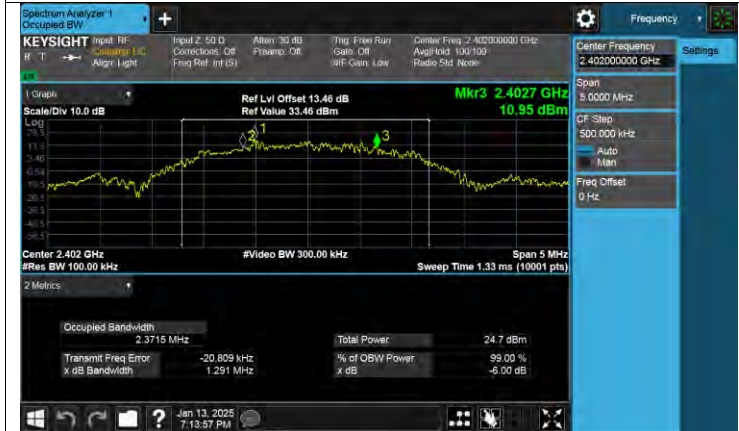 Spectrum Analyzer 1
Occupied BW
+
Frequency
KEYSIGHT
R T
Input: RF
Coupling: DC
Align: Light
Input Z: 50 Ω
Corrections: Off
Freq Ref: Int (S)
Atten: 30 dB
Preamp: Off
Trig: Free Run
Gate: Off
#IF Gain: Low
Center Freq: 2.402000000 GHz
Avg|Hold: 100/100
Radio Std: None
Center Frequency
2.402000000 GHz
Settings
Span
5.0000 MHz
CF Step
500.000 kHz
Auto
Man
Freq Offset
0 Hz
1 Graph
Scale/Div 10.0 dB
Ref Lvl Offset 13.46 dB
Ref Value 33.46 dBm
Mkr3 2.4027 GHz
10.95 dBm
Log
1
2
3
Center 2.402 GHz
#Res BW 100.00 kHz
#Video BW 300.00 kHz
Span 5 MHz
Sweep Time 1.33 ms (10001 pts)
2 Metrics
Occupied Bandwidth
2.3715 MHz
Total Power 24.7 dBm
Transmit Freq Error -20.809 kHz
% of OBW Power 99.00 %
x dB Bandwidth 1.291 MHz
x dB -6.00 dB
?
Jan 13, 2025
7:13:57 PM